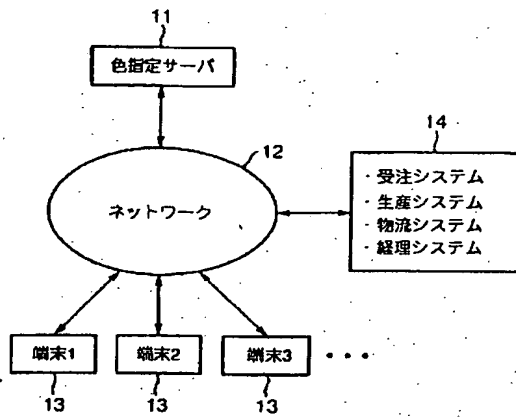 11
色指定サーバ
12
ネットワーク
14
・受注システム
・生産システム
・物流システム
・経理システム
端末1
端末2
端末3
・・・
13
13
13